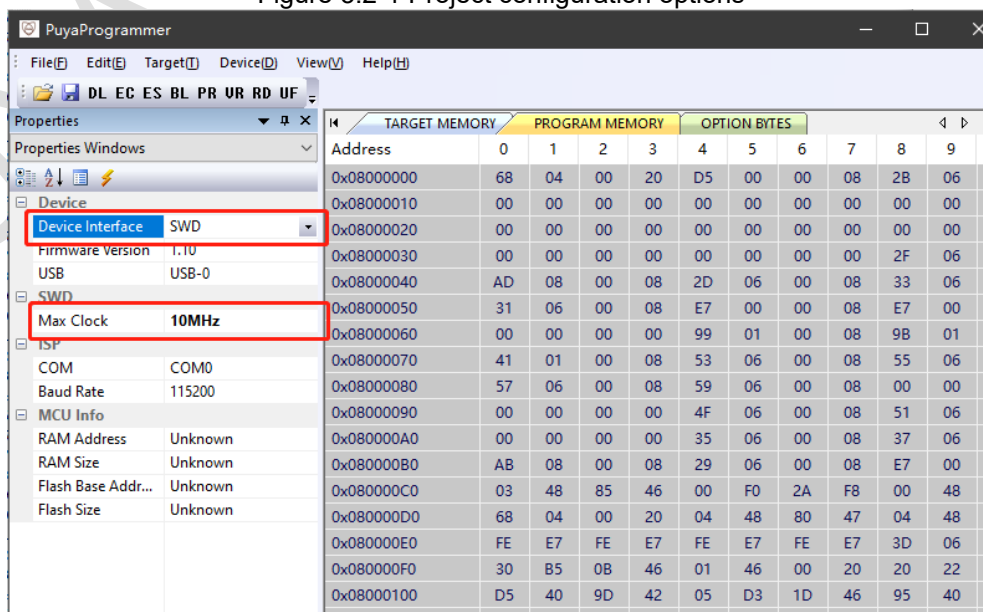 Figure 3.2-1 Project configuration options
PuyaProgrammer
File(F) Edit(E) Target(T) Device(D) View(V) Help(H)
DL EC ES BL PR VR RD UF
Properties
Properties Windows
Device
Device Interface SWD
Firmware Version 1.10
USB USB-0
SWD
Max Clock 10MHz
ISP
COM COM0
Baud Rate 115200
MCU Info
RAM Address Unknown
RAM Size Unknown
Flash Base Addr... Unknown
Flash Size Unknown
TARGET MEMORY PROGRAM MEMORY OPTION BYTES
Address 0 1 2 3 4 5 6 7 8 9
0x08000000 68 04 00 20 D5 00 00 08 2B 06
0x08000010 00 00 00 00 00 00 00 00 00 00
0x08000020 00 00 00 00 00 00 00 00 00 00
0x08000030 00 00 00 00 00 00 00 00 2F 06
0x08000040 AD 08 00 08 2D 06 00 08 33 06
0x08000050 31 06 00 08 E7 00 00 08 E7 00
0x08000060 00 00 00 00 99 01 00 08 9B 01
0x08000070 41 01 00 08 53 06 00 08 55 06
0x08000080 57 06 00 08 59 06 00 08 00 00
0x08000090 00 00 00 00 4F 06 00 08 51 06
0x080000A0 00 00 00 00 35 06 00 08 37 06
0x080000B0 AB 08 00 08 29 06 00 08 E7 00
0x080000C0 03 48 85 46 00 F0 2A F8 00 48
0x080000D0 68 04 00 20 04 48 80 47 04 48
0x080000E0 FE E7 FE E7 FE E7 FE E7 3D 06
0x080000F0 30 B5 0B 46 01 46 00 20 20 22
0x08000100 D5 40 9D 42 05 D3 1D 46 95 40